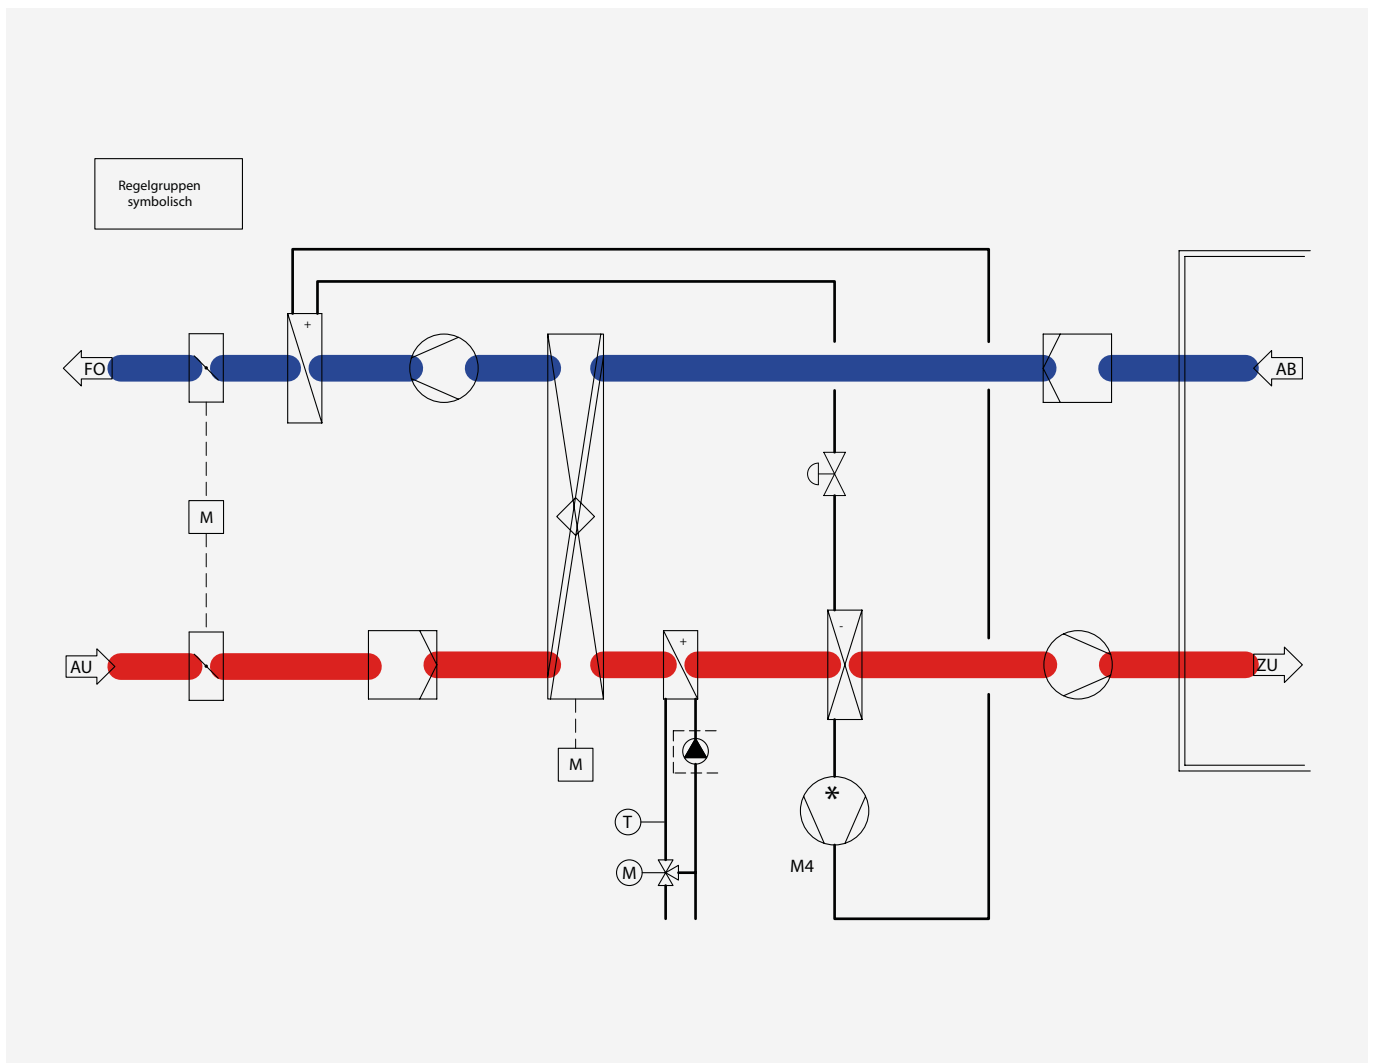 Regelgruppen
symbolisch
+
FO
AB
M
-
+
AU
ZU
M
*
T
M4
M